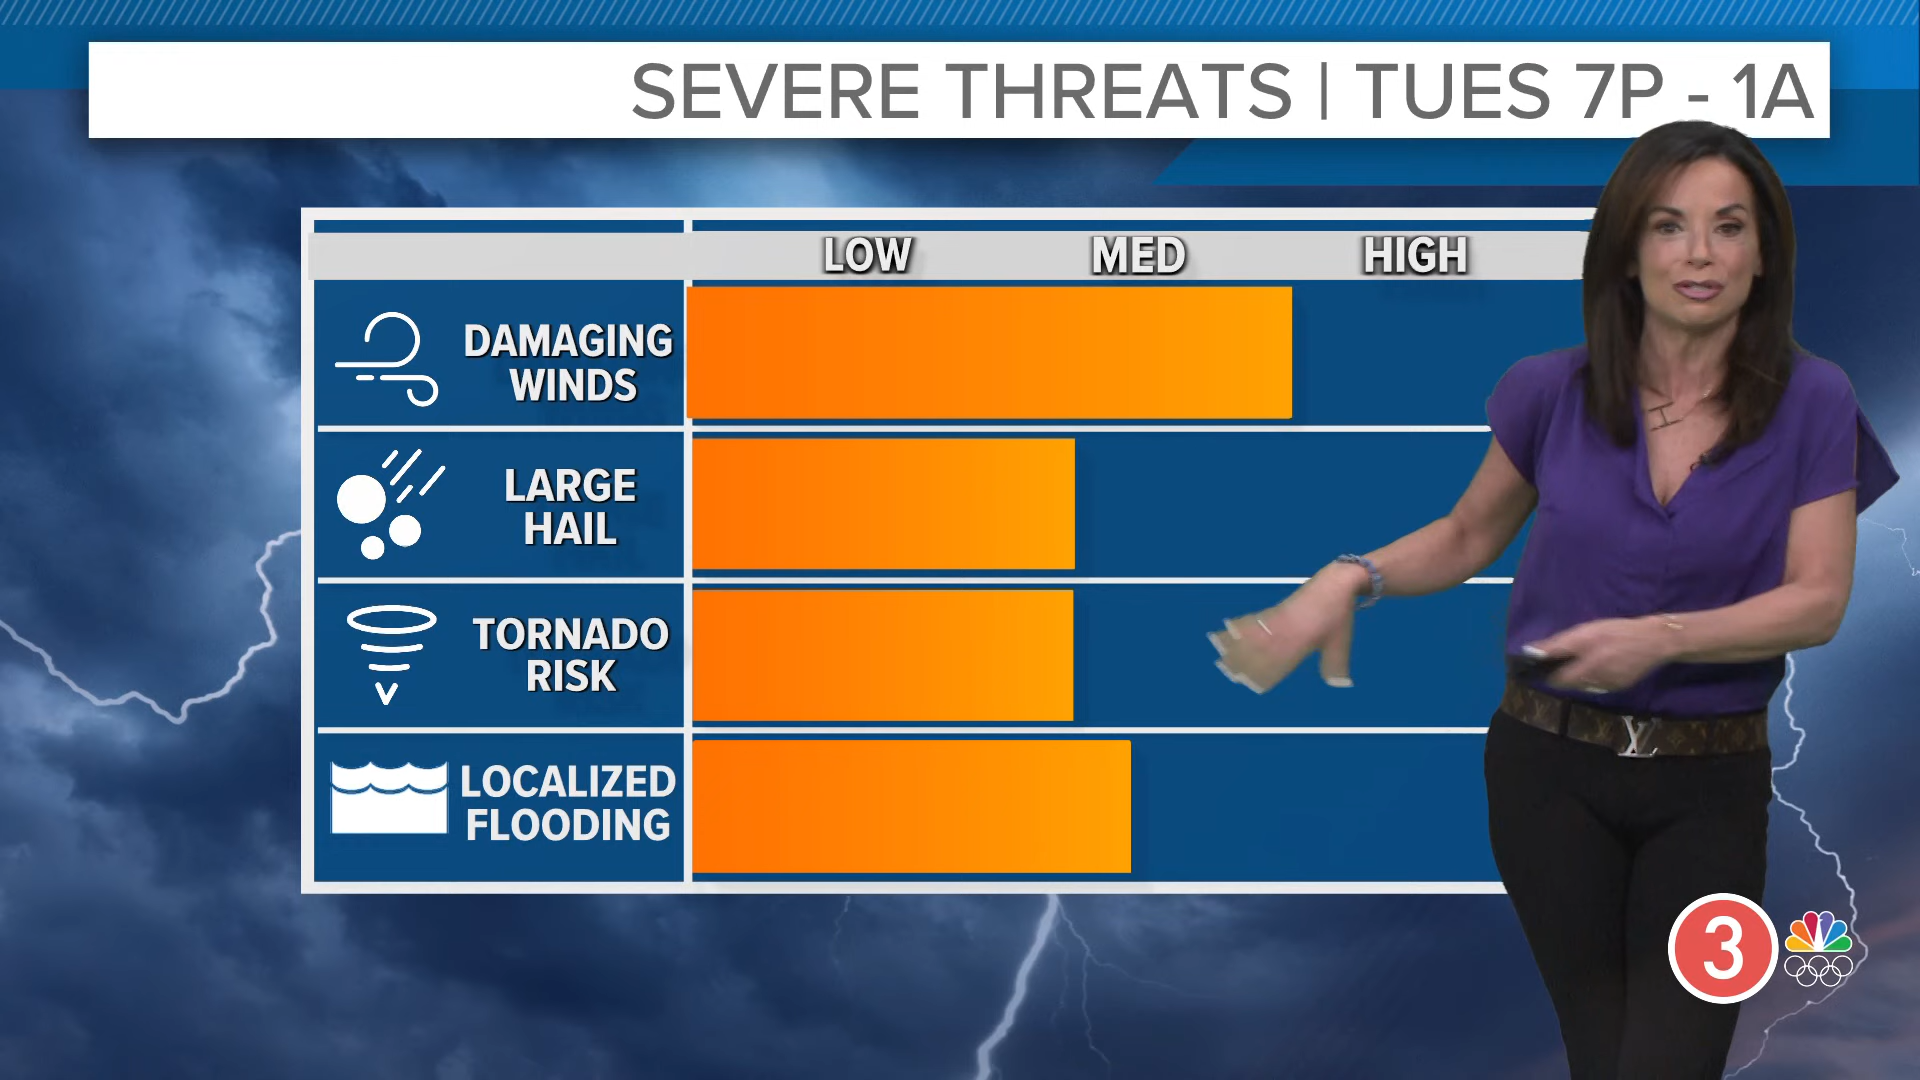 SEVERE THREATS | TUES 7P - 1A
LOW MED HIGH
DAMAGING
WINDS
LARGE
HAIL
TORNADO
RISK
LOCALIZED
FLOODING
3